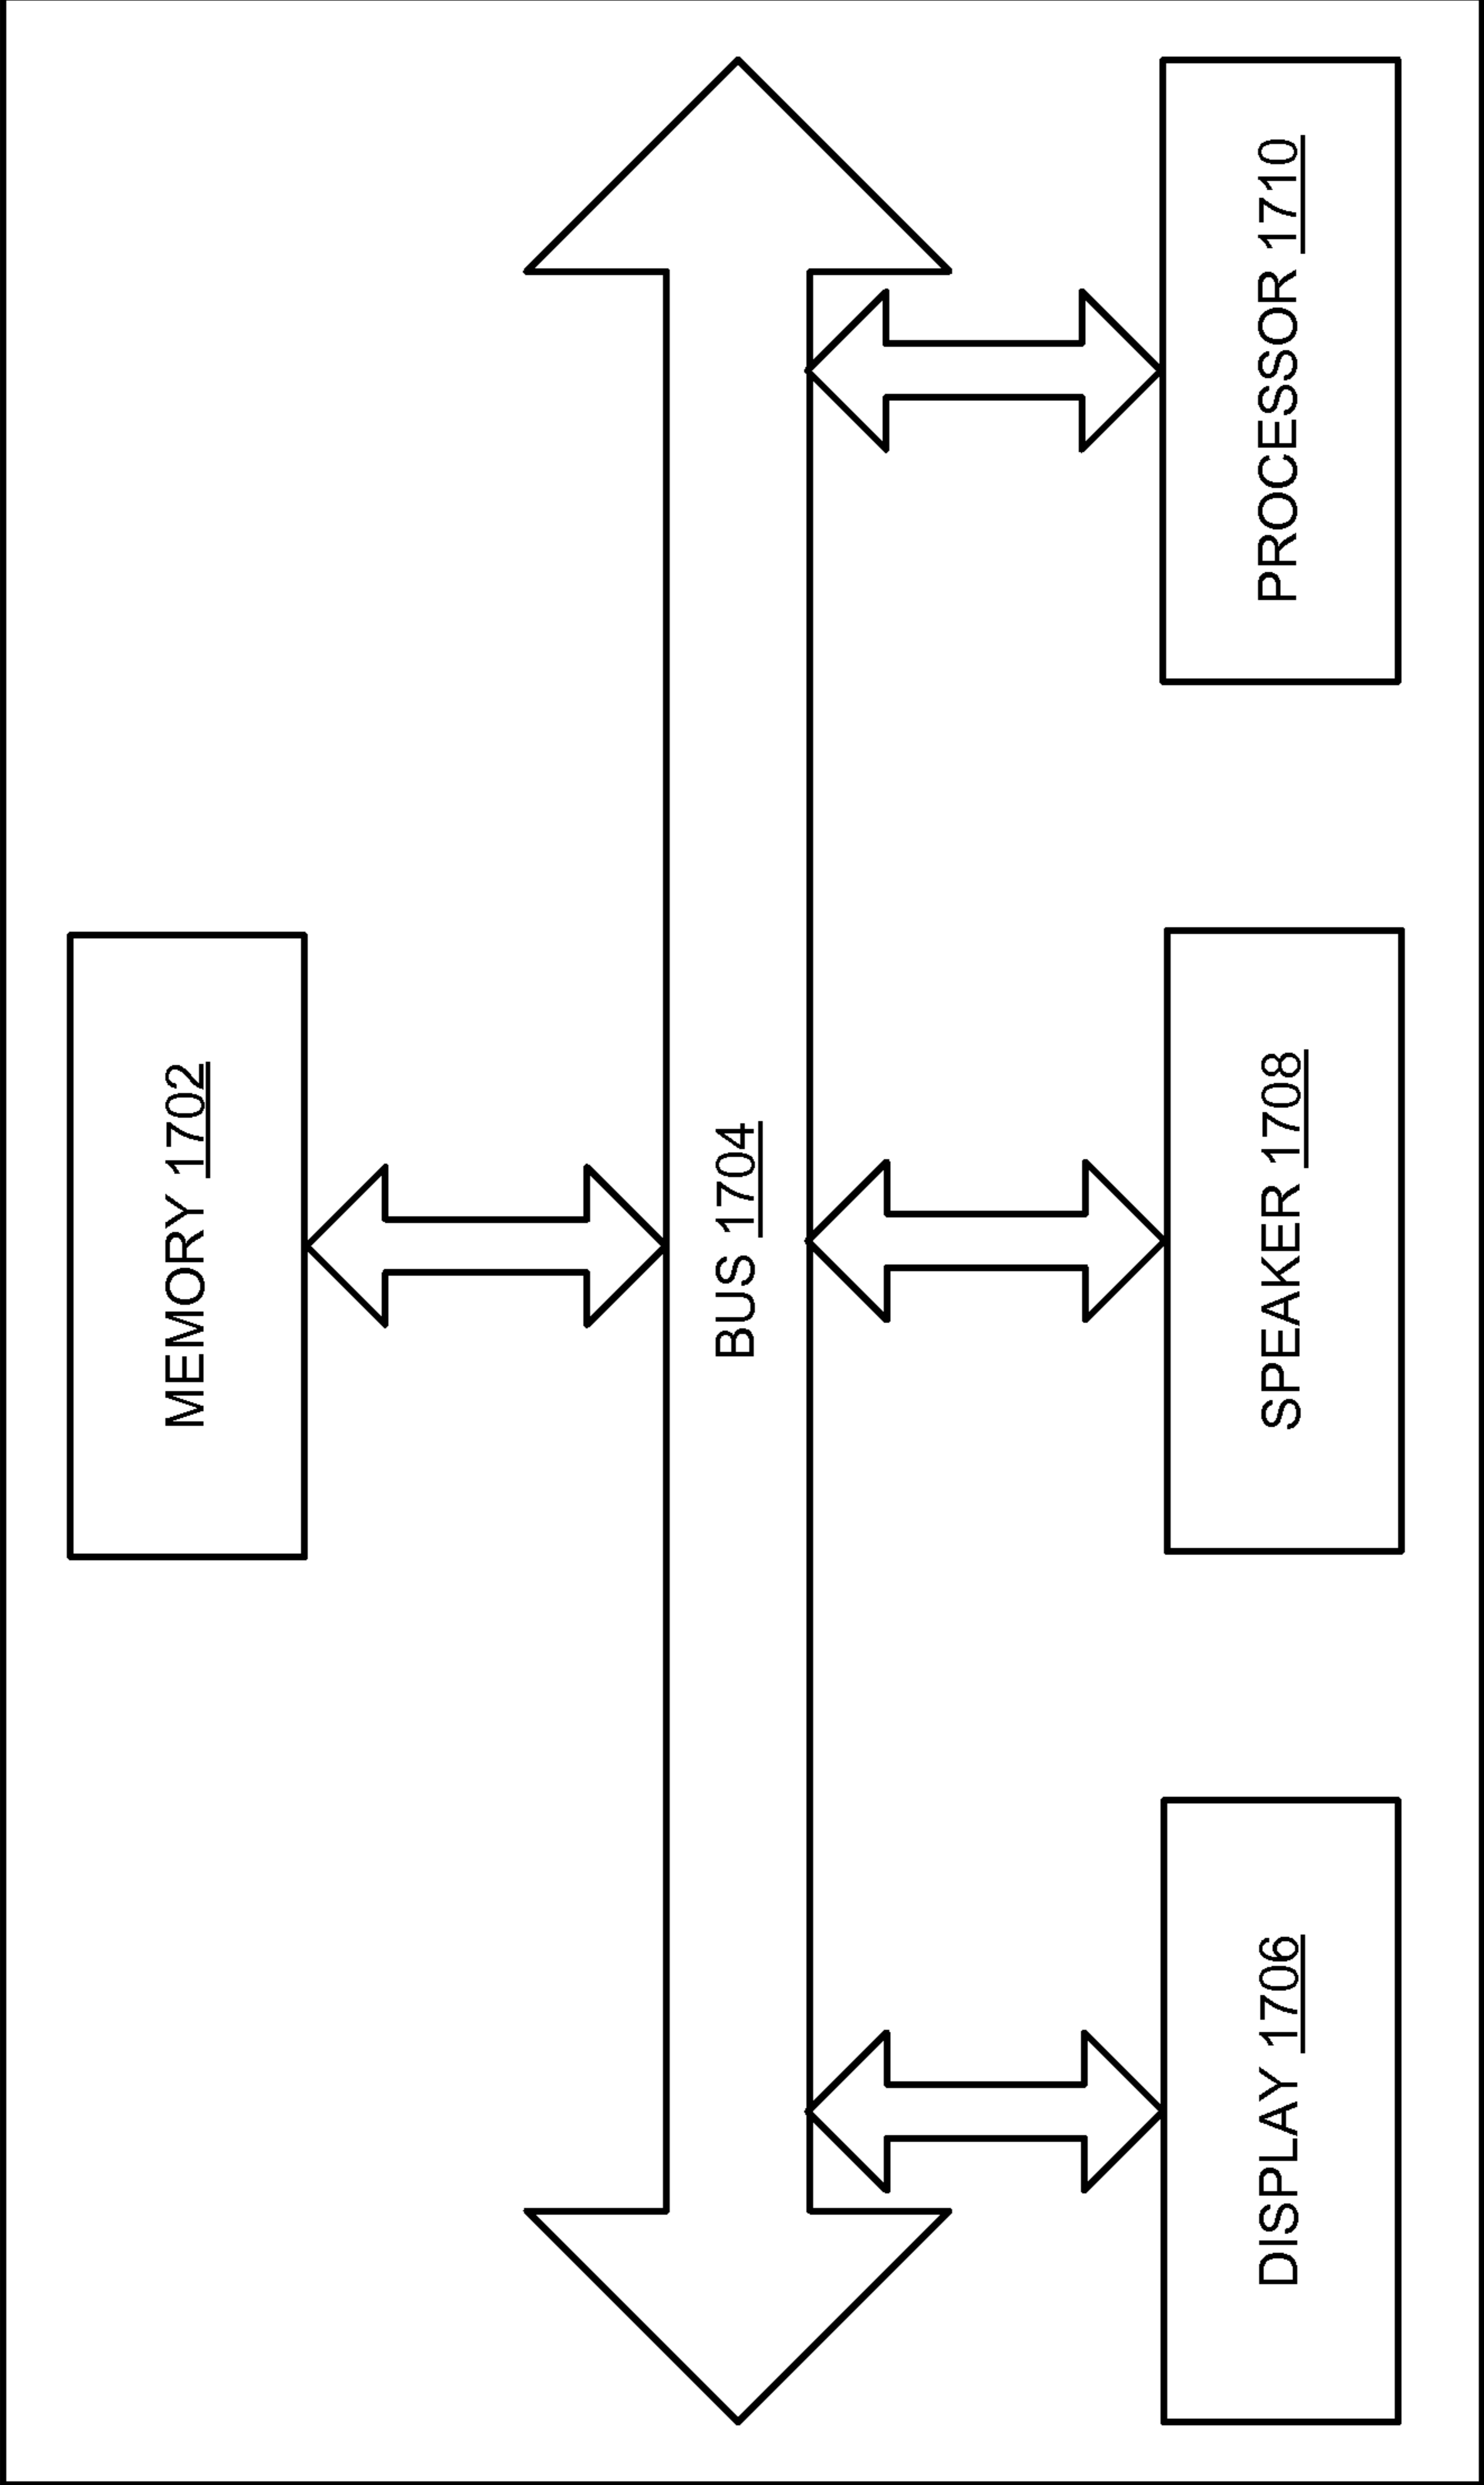 MEMORY 1702
BUS 1704
DISPLAY 1706
SPEAKER 1708
PROCESSOR 1710